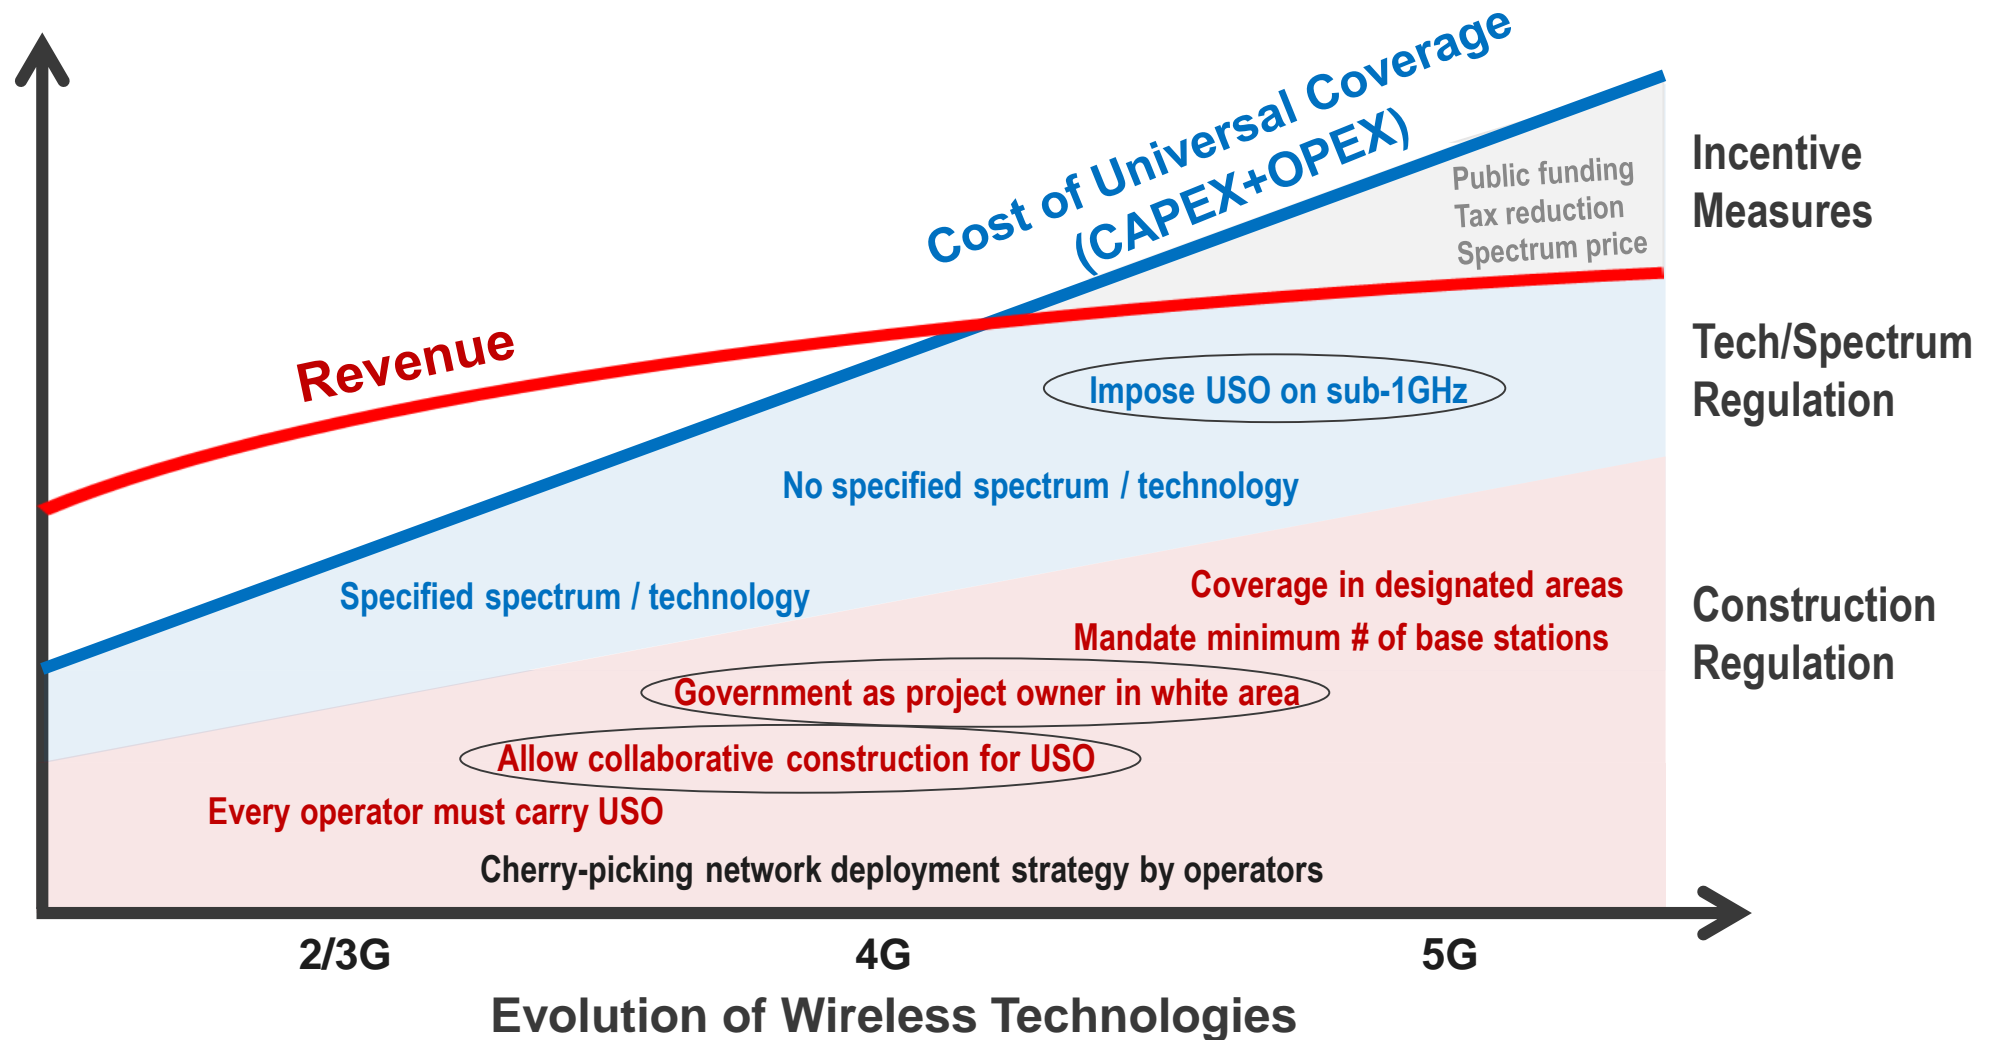 Cost of Universal Coverage
(CAPEX+OPEX)
Public funding
Tax reduction
Spectrum price
Incentive
Measures
Revenue
Impose USO on sub-1GHz
Tech/Spectrum
Regulation
No specified spectrum / technology
Specified spectrum / technology
Coverage in designated areas
Mandate minimum # of base stations
Construction
Regulation
Government as project owner in white area
Allow collaborative construction for USO
Every operator must carry USO
Cherry-picking network deployment strategy by operators
2/3G
4G
5G
Evolution of Wireless Technologies